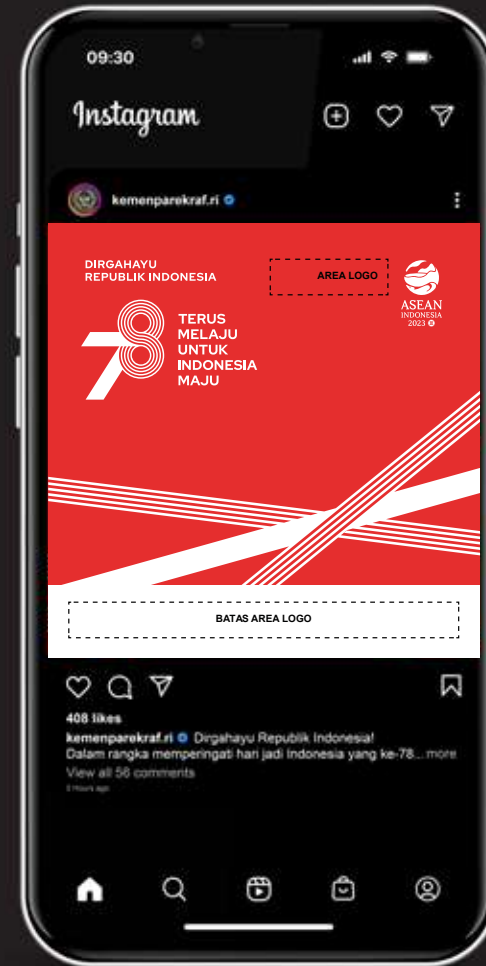 09:30
Instagram
kemenparekraf.ri
DIRGAHAYU
REPUBLIK INDONESIA
AREA LOGO
ASEAN
INDONESIA
2023
78
TERUS
MELAJU
UNTUK
INDONESIA
MAJU
BATAS AREA LOGO
408 likes
kemenparekraf.ri Dirgahayu Republik Indonesia!
Dalam rangka memperingati hari jadi Indonesia yang ke-78... more
View all 56 comments